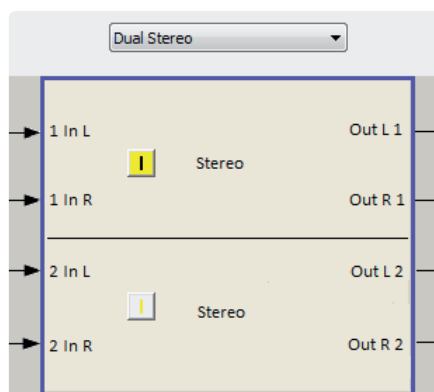 Dual Stereo
1 In L
Out L 1
I
Stereo
1 In R
Out R 1
2 In L
Out L 2
I
Stereo
2 In R
Out R 2